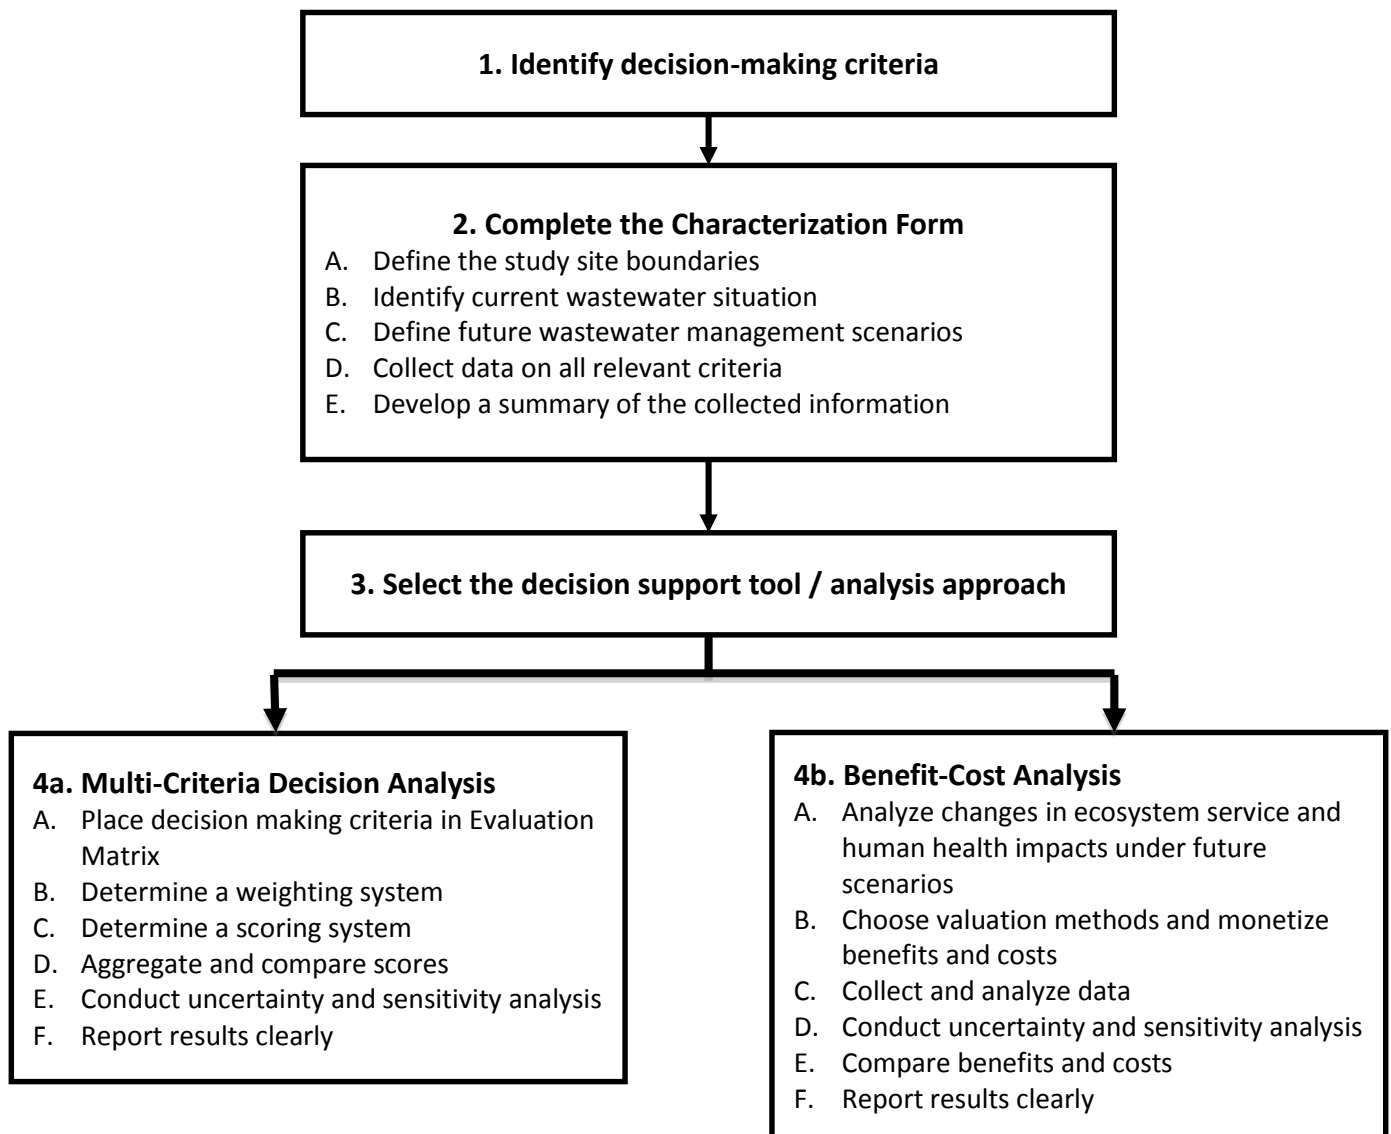 1. Identify decision-making criteria
2. Complete the Characterization Form
A. Define the study site boundaries
B. Identify current wastewater situation
C. Define future wastewater management scenarios
D. Collect data on all relevant criteria
E. Develop a summary of the collected information
3. Select the decision support tool / analysis approach
4a. Multi-Criteria Decision Analysis
A. Place decision making criteria in Evaluation
Matrix
B. Determine a weighting system
C. Determine a scoring system
D. Aggregate and compare scores
E. Conduct uncertainty and sensitivity analysis
F. Report results clearly
4b. Benefit-Cost Analysis
A. Analyze changes in ecosystem service and
human health impacts under future
scenarios
B. Choose valuation methods and monetize
benefits and costs
C. Collect and analyze data
D. Conduct uncertainty and sensitivity analysis
E. Compare benefits and costs
F. Report results clearly